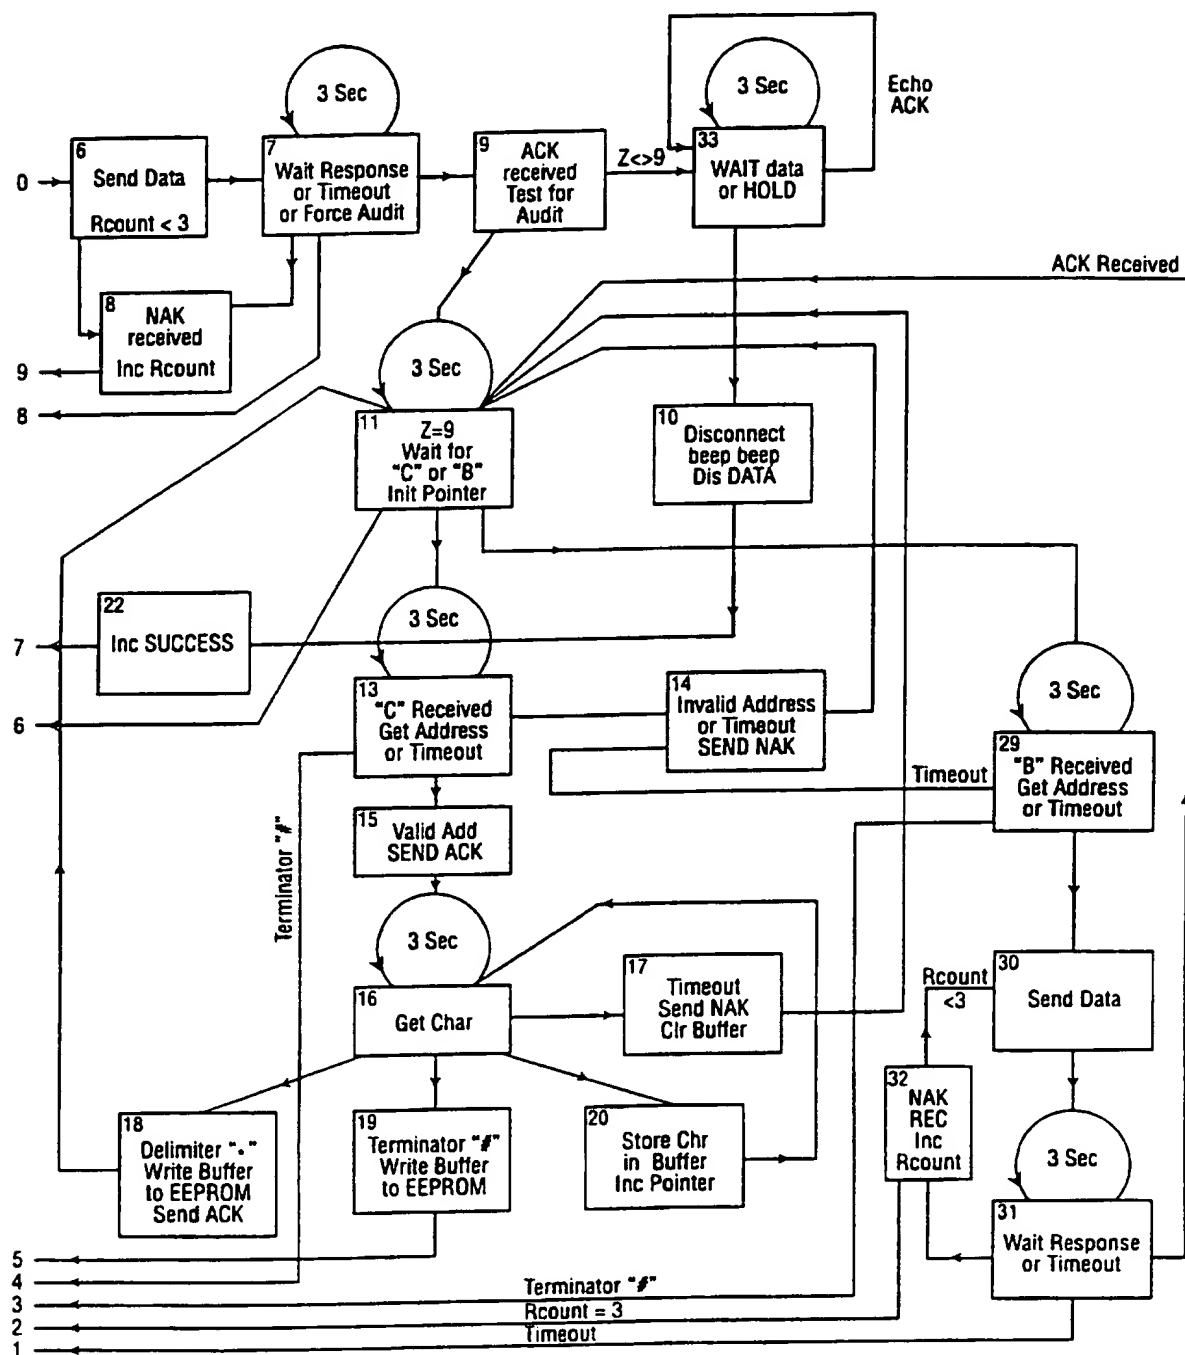 3 Sec
3 Sec
Echo
ACK
6
Send Data
Rcount < 3
7
Wait Response
or Timeout
or Force Audit
9
ACK
received
Test for
Audit
Z<>9
33
WAIT data
or HOLD
0
ACK Received
8
NAK
received
Inc Rcount
9
8
3 Sec
11
Z=9
Wait for
"C" or "B"
Init Pointer
10
Disconnect
beep beep
Dis DATA
22
Inc SUCCESS
7
6
3 Sec
13
"C" Received
Get Address
or Timeout
14
Invalid Address
or Timeout
SEND NAK
3 Sec
29
"B" Received
Get Address
or Timeout
Timeout
Terminator "#"
15
Valid Add
SEND ACK
3 Sec
16
Get Char
17
Timeout
Send NAK
Clr Buffer
Rcount
<3
30
Send Data
32
NAK
REC
Inc
Rcount
18
Delimiter "*"
Write Buffer
to EEPROM
Send ACK
19
Terminator "#"
Write Buffer
to EEPROM
20
Store Chr
in Buffer
Inc Pointer
3 Sec
31
Wait Response
or Timeout
5
4
3
Terminator "#"
2
Rcount = 3
1
Timeout